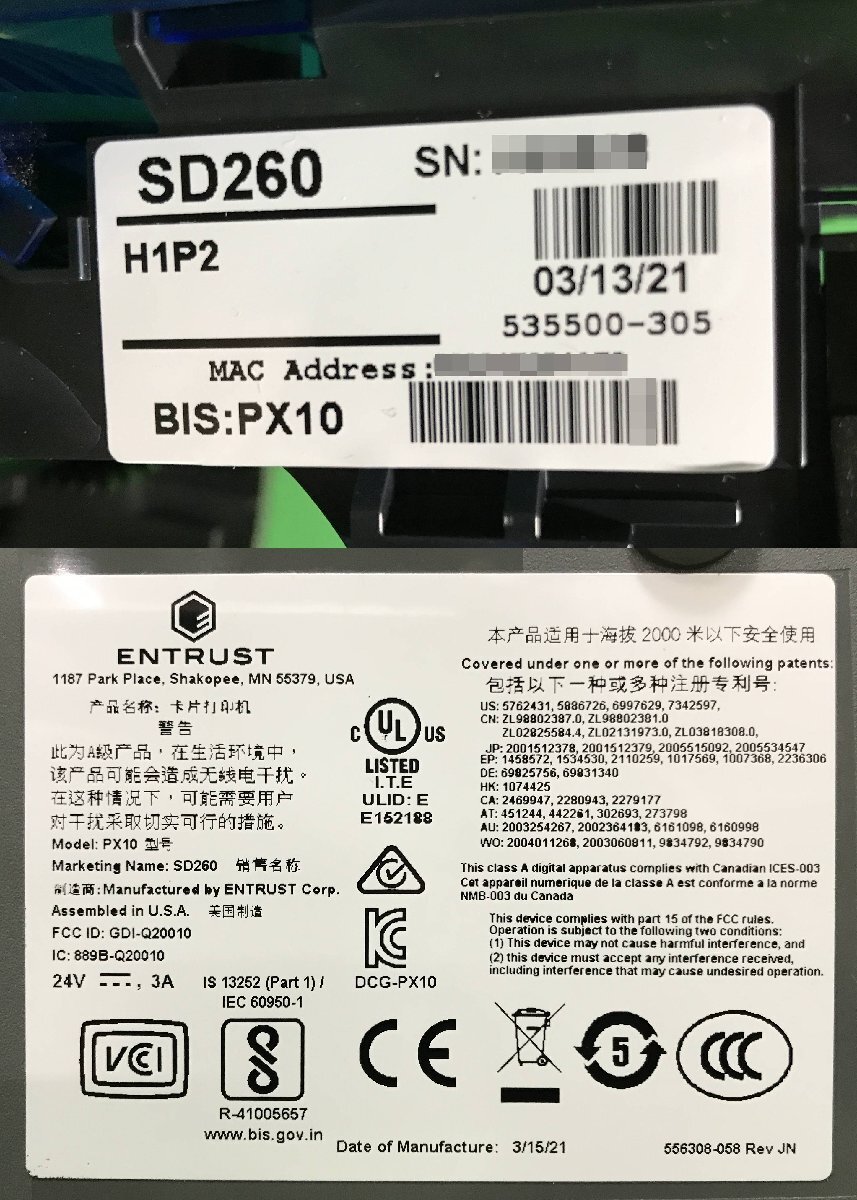 SD260
SN:
H1P2
03/13/21
535500-305
MAC Address:
BIS:PX10
ENTRUST
1187 Park Place, Shakopee, MN 55379, USA
产品名称: 卡片打印机
警告
此为A级产品，在生活环境中，
该产品可能会造成无线电干扰。
在这种情况下，可能需要用户
对干扰采取切实可行的措施。
Model: PX10 型号
Marketing Name: SD260 销售名称
制造商: Manufactured by ENTRUST Corp.
Assembled in U.S.A. 美国制造
FCC ID: GDI-Q20010
IC: 889B-Q20010
24V ⎓, 3A
IS 13252 (Part 1) /
IEC 60950-1
C UL US
LISTED
I.T.E
ULID: E
E152188
DCG-PX10
本产品适用于海拔 2000 米以下安全使用
Covered under one or more of the following patents:
包括以下一种或多种注册专利号:
US: 5762431, 5886726, 6997629, 7342597,
CN: ZL98802387.0, ZL98802381.0
ZL02825584.4, ZL02131973.0, ZL03818308.0,
JP: 2001512378, 2001512379, 2005515092, 2005534547
EP: 1458572, 1534530, 2110259, 1017569, 1007368, 2236306
DE: 69825756, 69831340
HK: 1074425
CA: 2469947, 2280943, 2279177
AT: 451244, 442261, 302693, 273798
AU: 2003254267, 2002364183, 6161098, 6160998
WO: 2004011268, 2003060811, 9834792, 9834790
This class A digital apparatus complies with Canadian ICES-003
Cet appareil numerique de la classe A est conforme a la norme
NMB-003 du Canada
This device complies with part 15 of the FCC rules.
Operation is subject to the following two conditions:
(1) This device may not cause harmful interference, and
(2) this device must accept any interference received,
including interference that may cause undesired operation.
VCCI
R-41005657
www.bis.gov.in
CE
5
CCC
Date of Manufacture: 3/15/21
556308-058 Rev JN